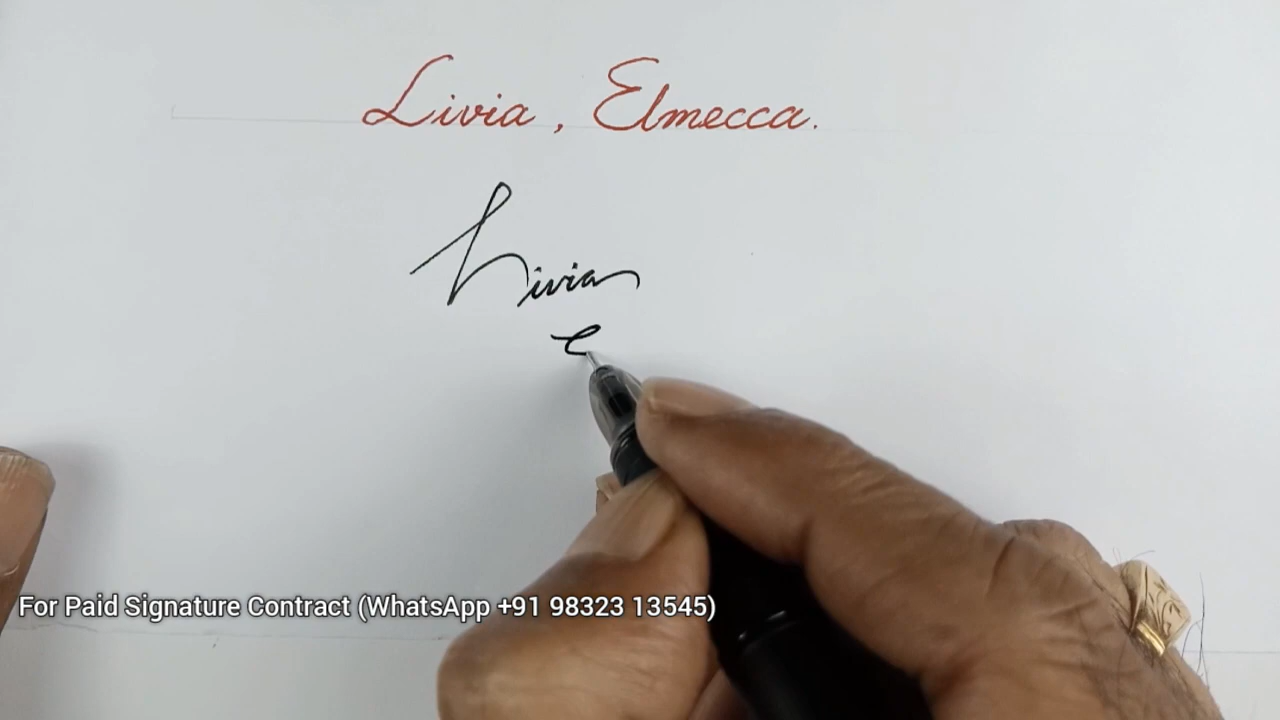 Livia, Elmecca.
Livia
E
For Paid Signature Contract (WhatsApp +91 98323 13545)